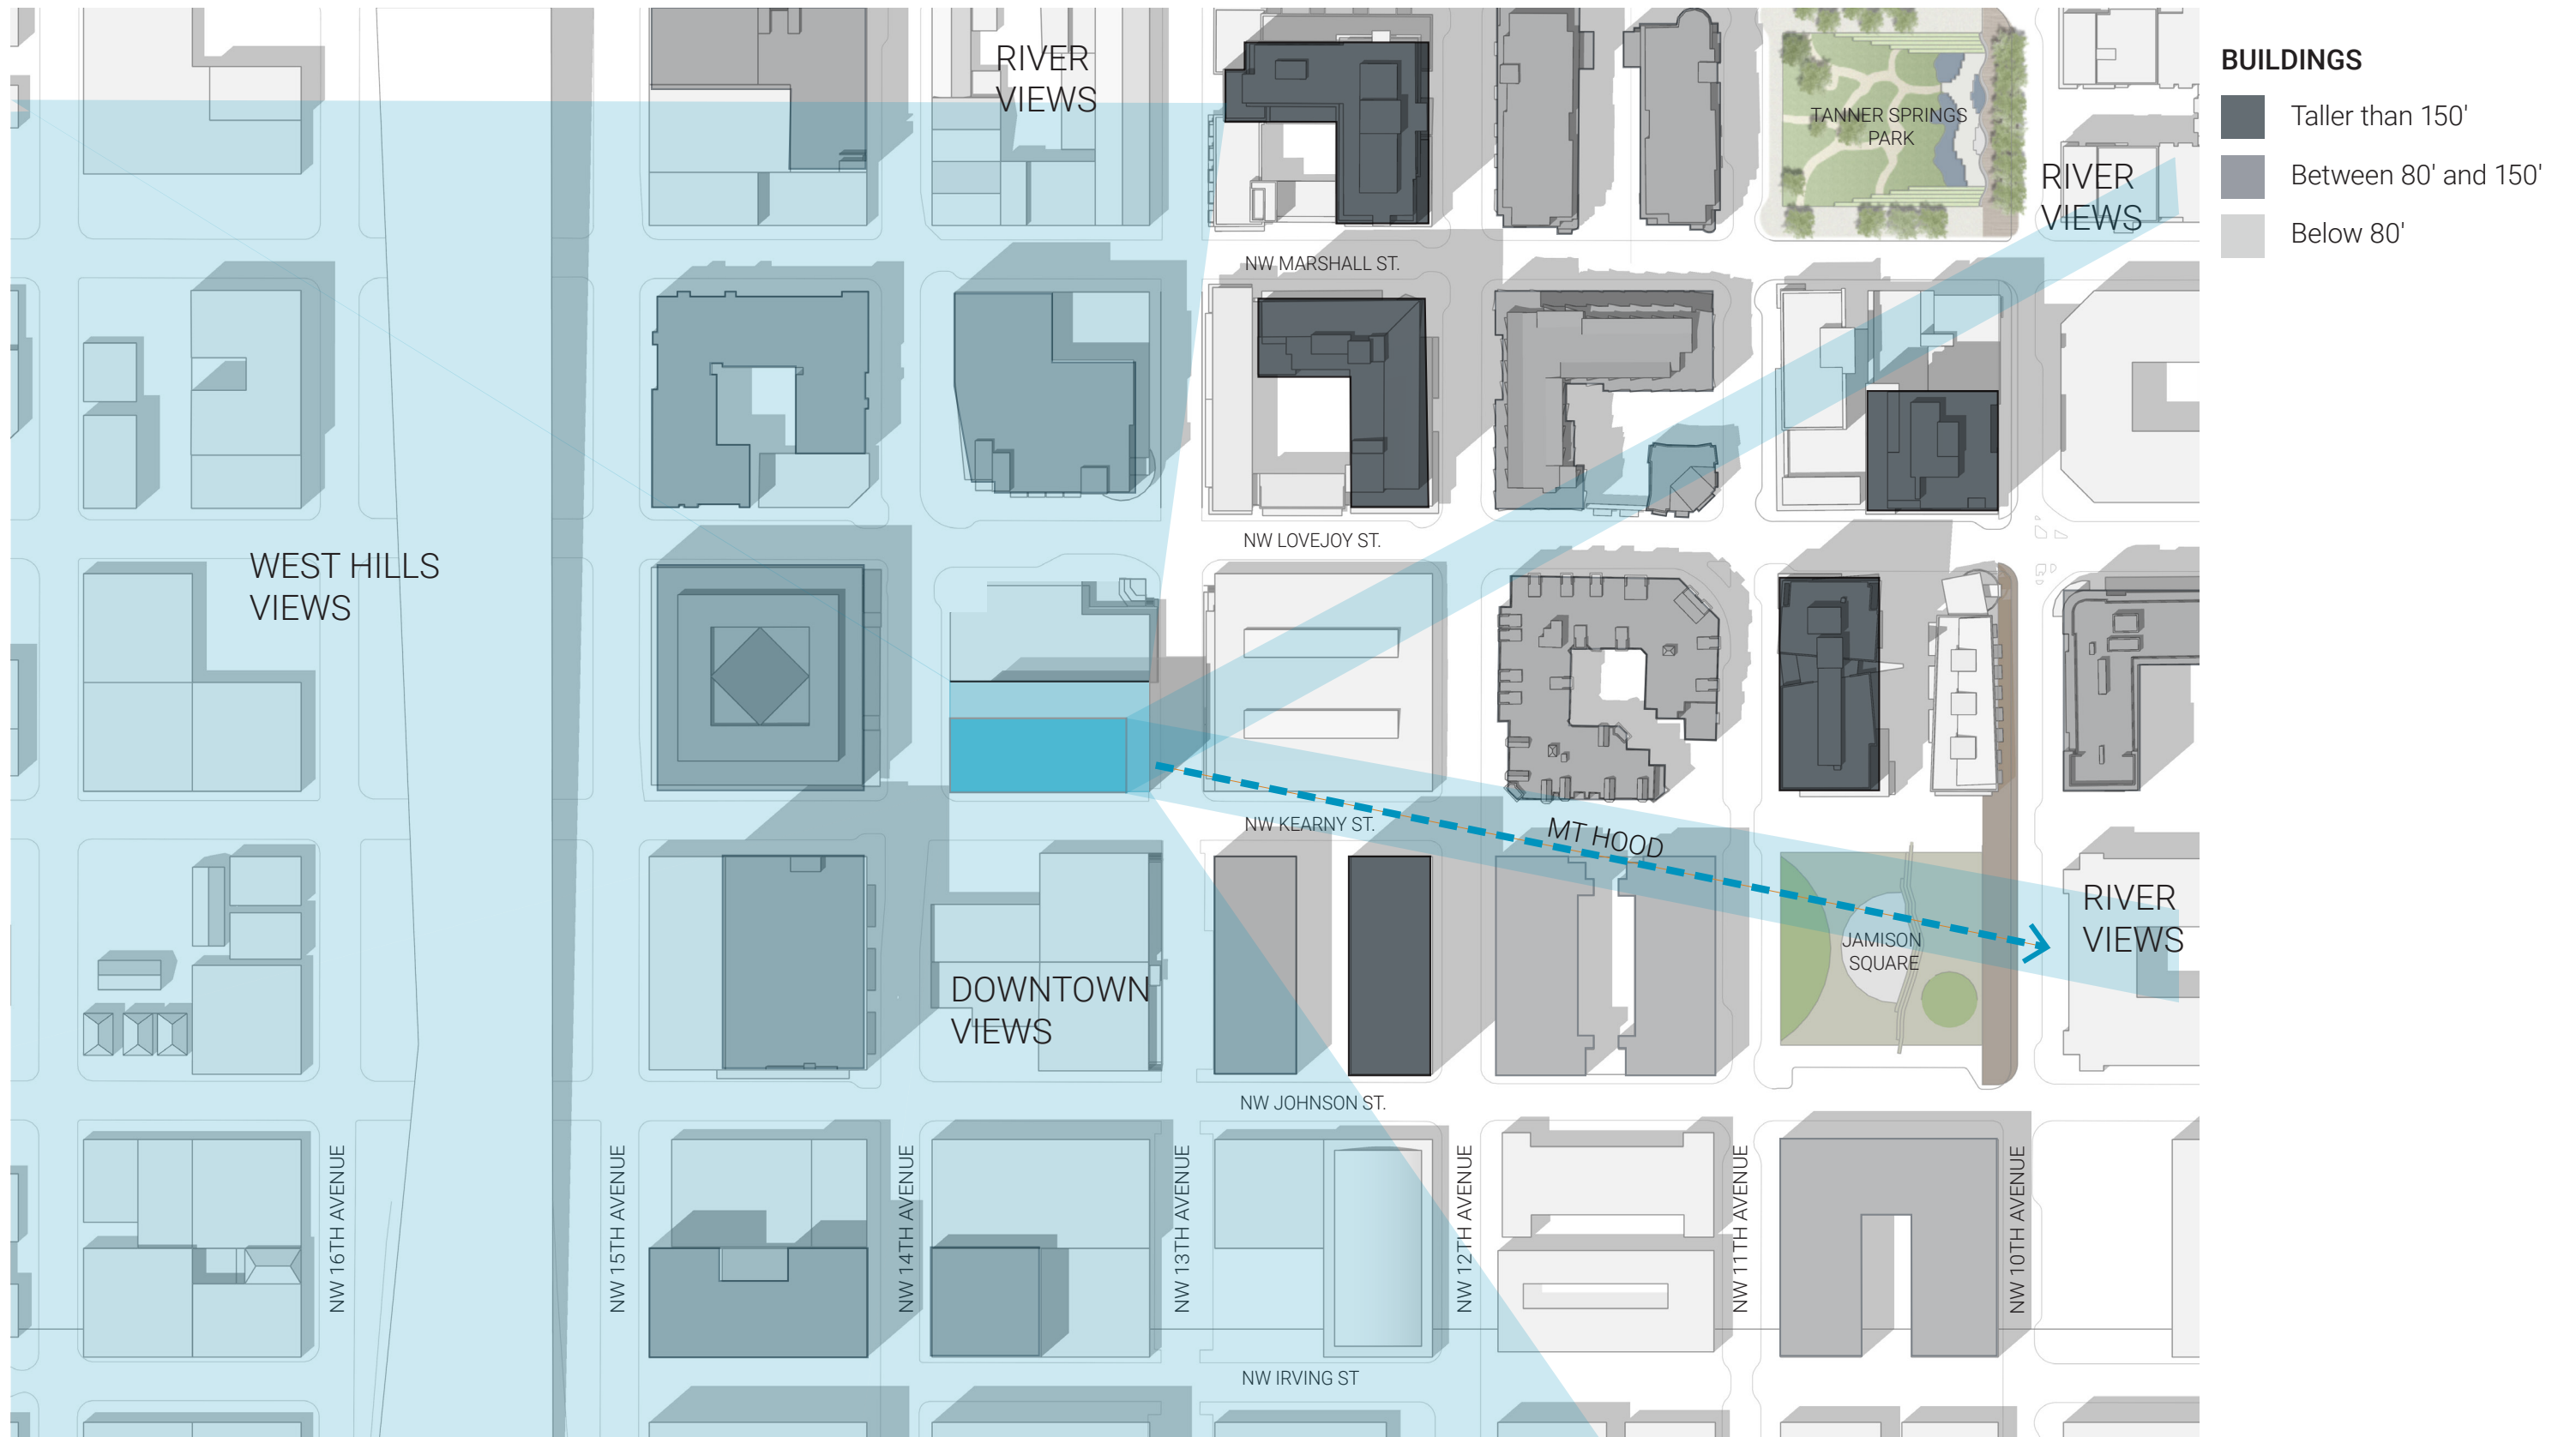 RIVER
VIEWS
TANNER SPRINGS
PARK
RIVER
VIEWS
BUILDINGS
Taller than 150'
Between 80' and 150'
Below 80'
NW MARSHALL ST.
NW LOVEJOY ST.
WEST HILLS
VIEWS
NW KEARNY ST.
MT HOOD
RIVER
VIEWS
JAMISON
SQUARE
DOWNTOWN
VIEWS
NW JOHNSON ST.
NW 16TH AVENUE
NW 15TH AVENUE
NW 14TH AVENUE
NW 13TH AVENUE
NW 12TH AVENUE
NW 11TH AVENUE
NW 10TH AVENUE
NW IRVING ST